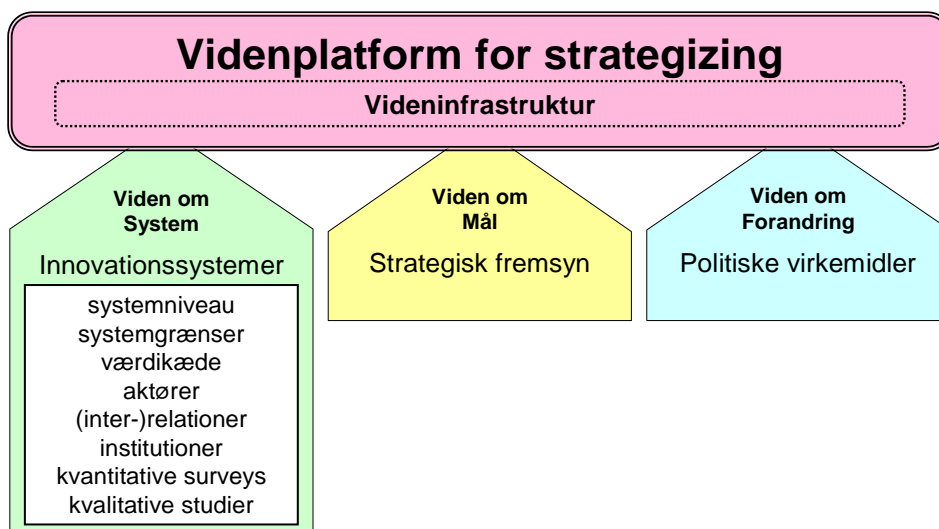 Videnplatform for strategizing
Videninfrastruktur
Viden om
System
Innovationssystemer
systemniveau
systemgrænser
værdikæde
aktører
(inter-)relationer
institutioner
kvantitative surveys
kvalitative studier
Viden om
Mål
Strategisk fremsyn
Viden om
Forandring
Politiske virkemidler